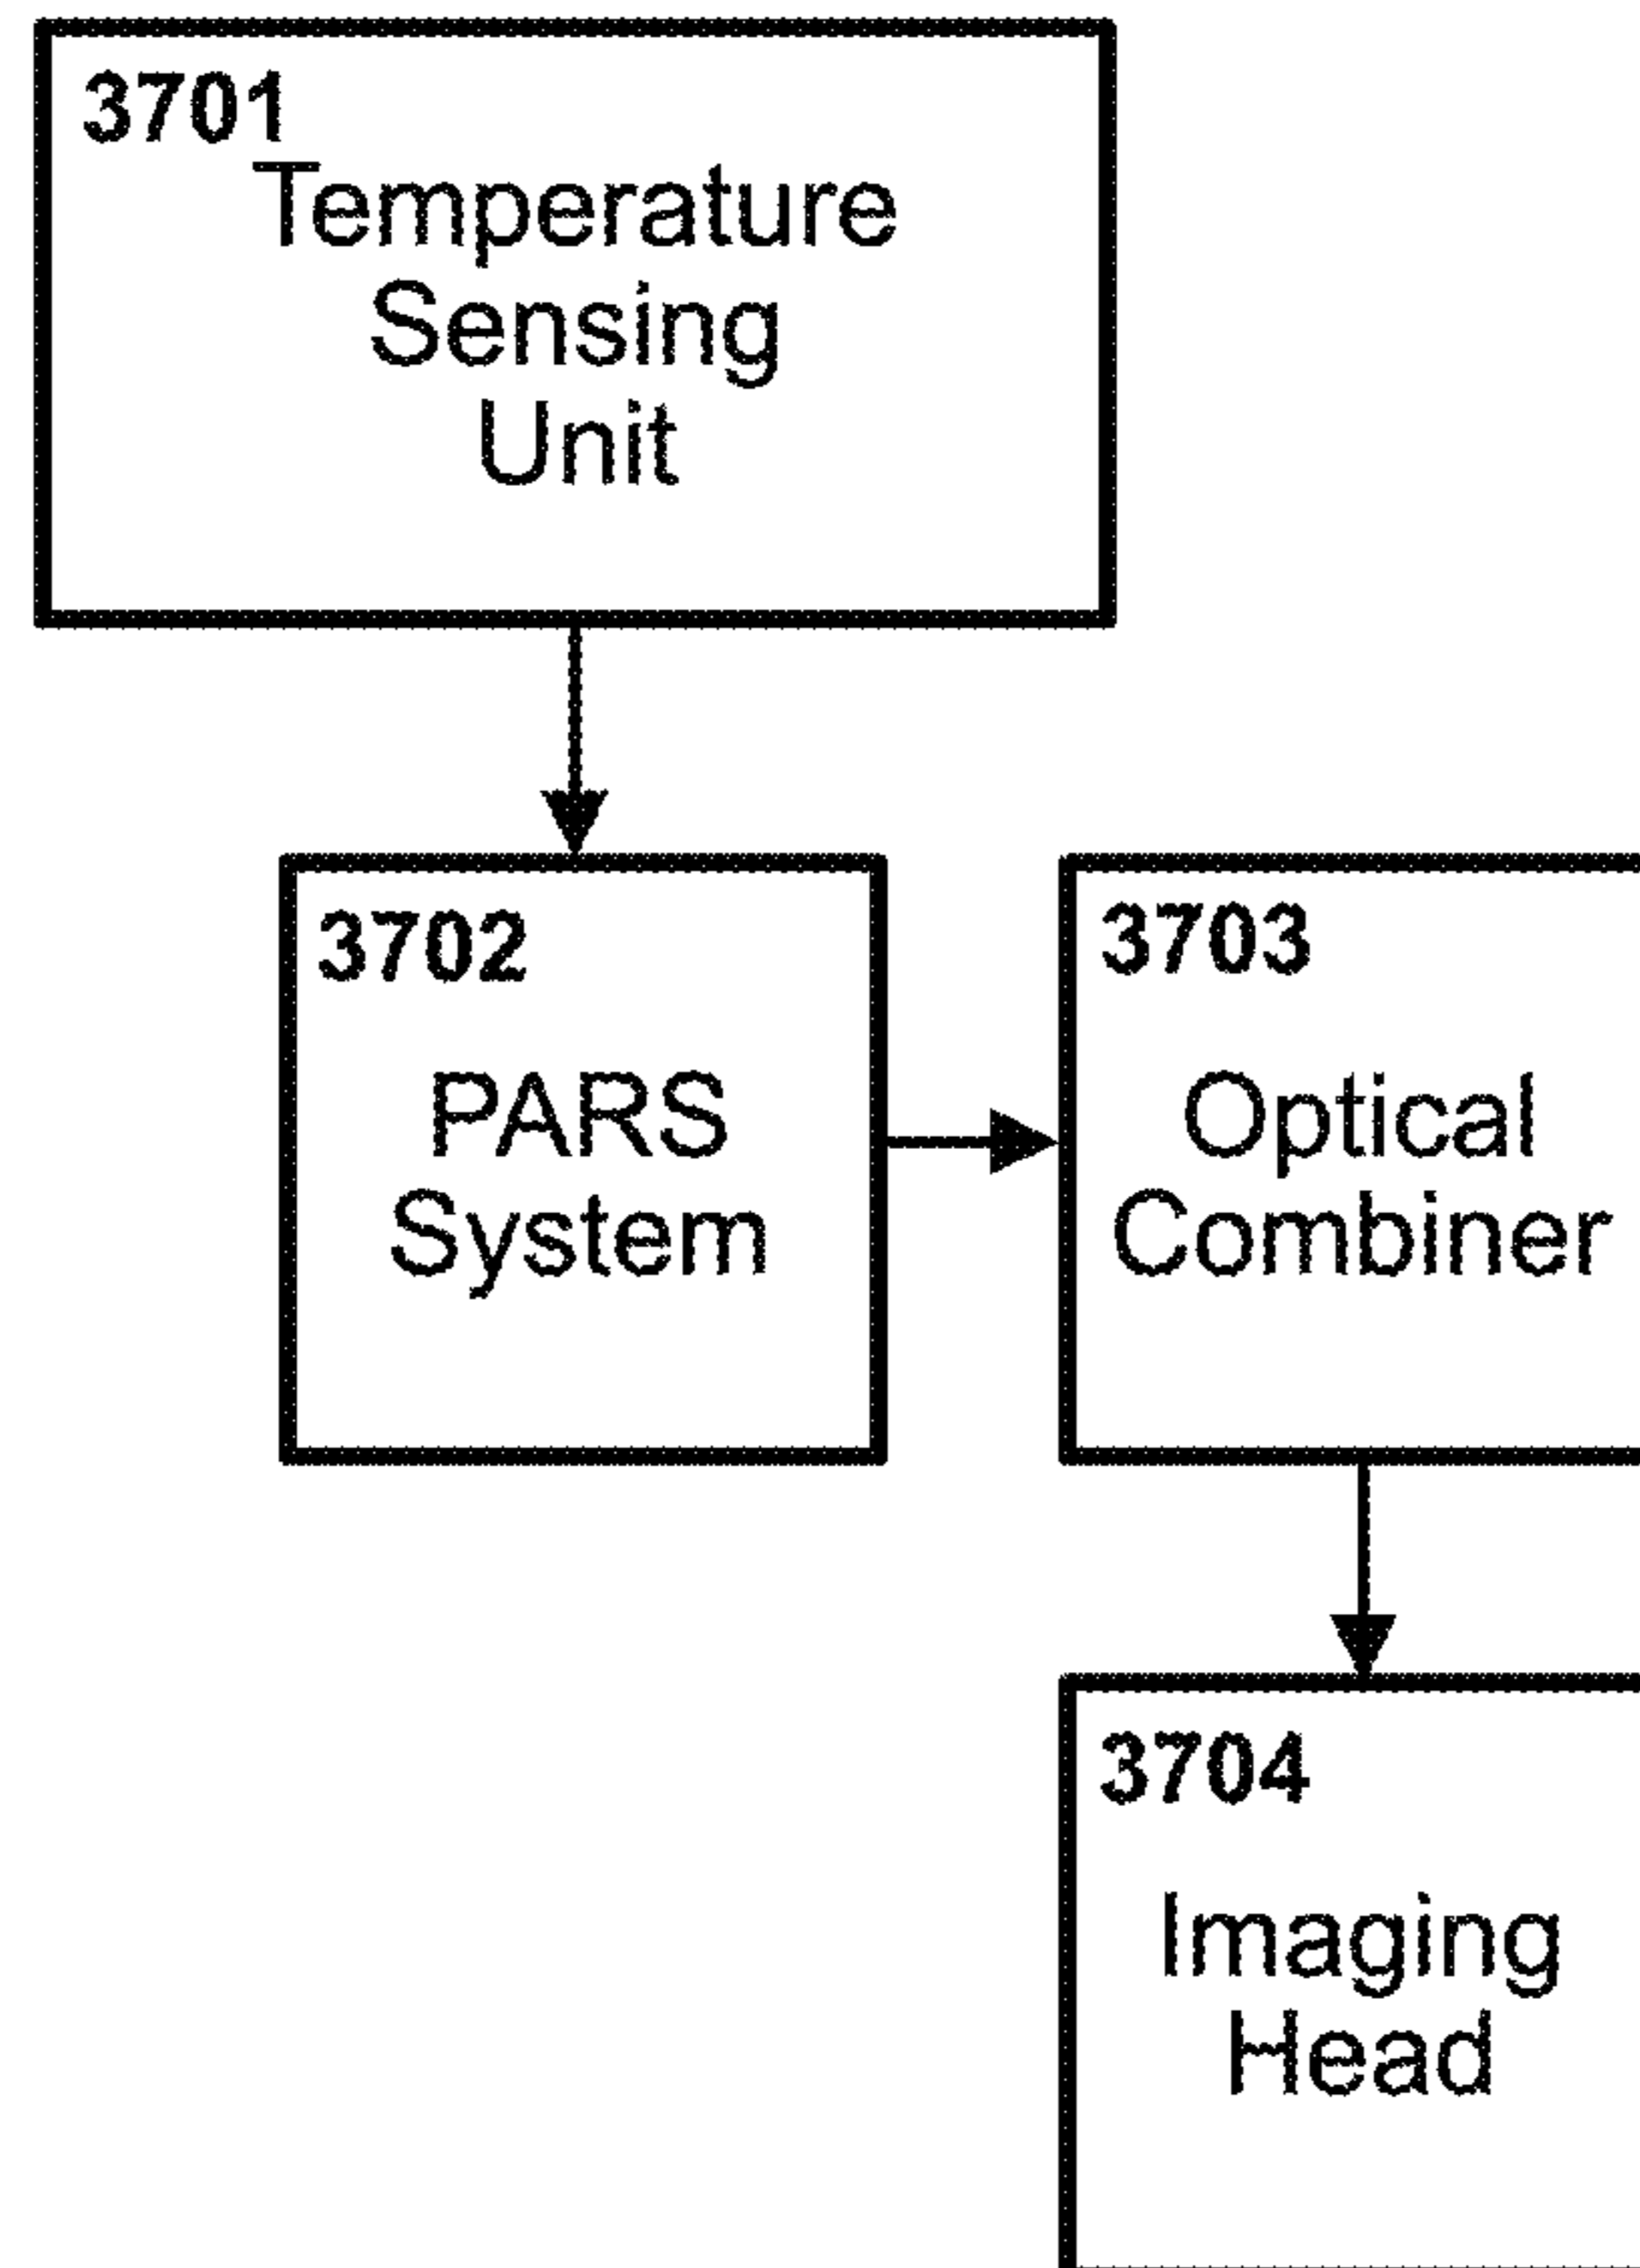 3701
Temperature
Sensing
Unit
3702
PARS
System
3703
Optical
Combiner
3704
Imaging
Head